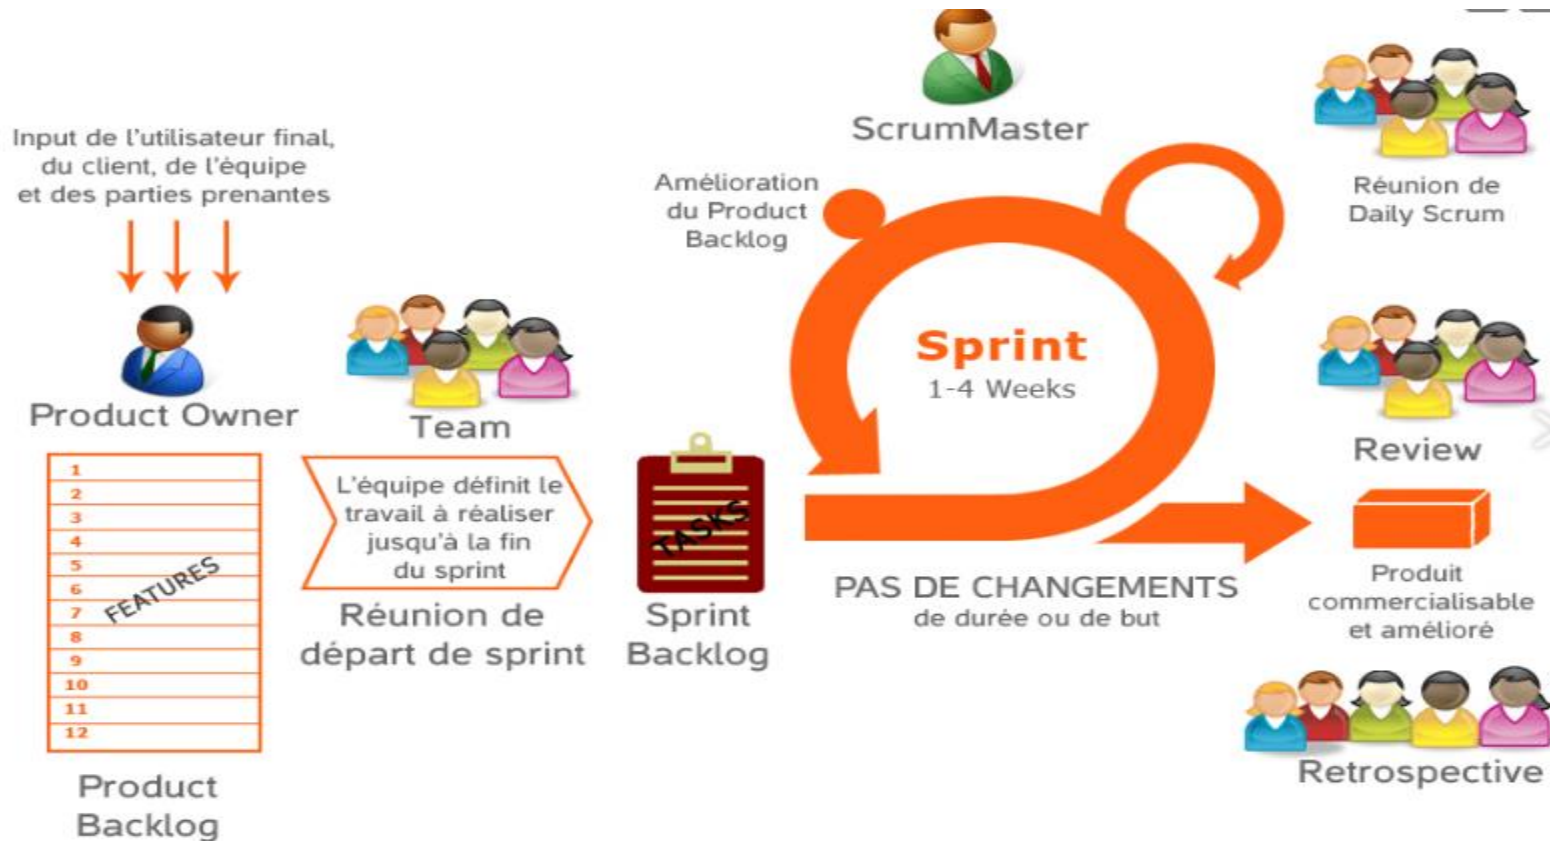 Input de l'utilisateur final,
du client, de l'équipe
et des parties prenantes
Product Owner
1
2
3
4
5
6
7
8
9
10
11
12
FEATURES
Product
Backlog
Team
L'équipe définit le
travail à réaliser
jusqu'à la fin
du sprint
Réunion de
départ de sprint
TASKS
Sprint
Backlog
ScrumMaster
Amélioration
du Product
Backlog
Sprint
1-4 Weeks
PAS DE CHANGEMENTS
de durée ou de but
Réunion de
Daily Scrum
Review
Produit
commercialisable
et amélioré
Retrospective